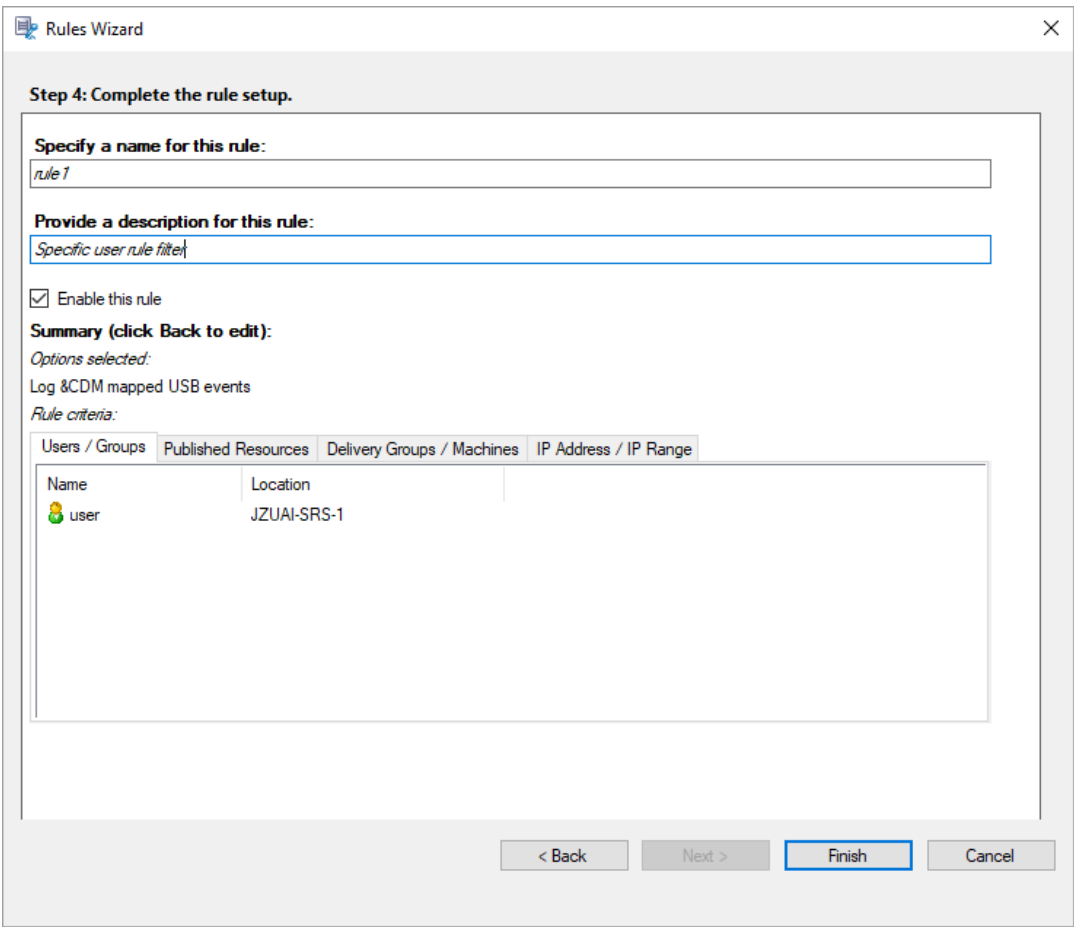 Rules Wizard
Step 4: Complete the rule setup.
Specify a name for this rule:
rule1
Provide a description for this rule:
Specific user rule filter
Enable this rule
Summary (click Back to edit):
Options selected:
Log &CDM mapped USB events
Rule criteria:
Users / Groups Published Resources Delivery Groups / Machines IP Address / IP Range
Name Location
user JZUAI-SRS-1
< Back Next > Finish Cancel